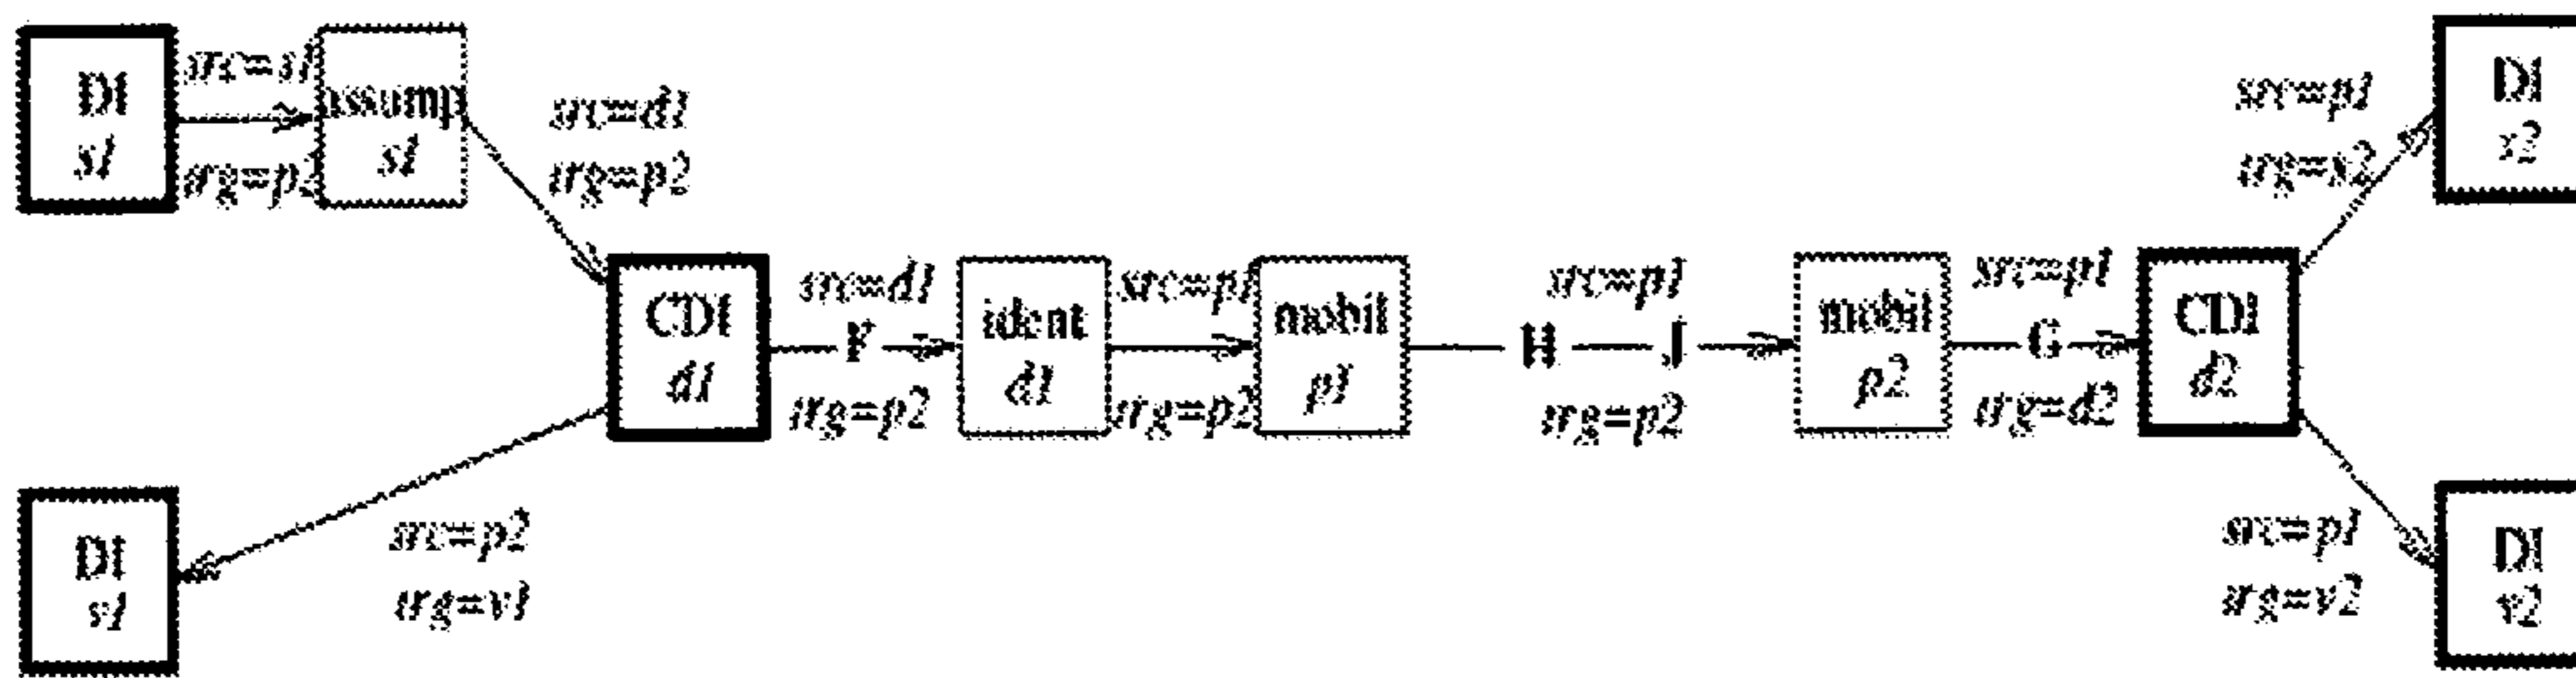 DI
s1
src=s1
trg=p2
assump
s1
src=d1
trg=p2
CDI
d1
src=p2
trg=v1
DI
v1
src=d1
F
trg=p2
ident
d1
src=p1
trg=p2
mobil
p1
src=p1
H J
trg=p2
mobil
p2
src=p1
G
trg=d2
CDI
d2
src=p1
trg=s2
DI
s2
src=p1
trg=v2
DI
v2